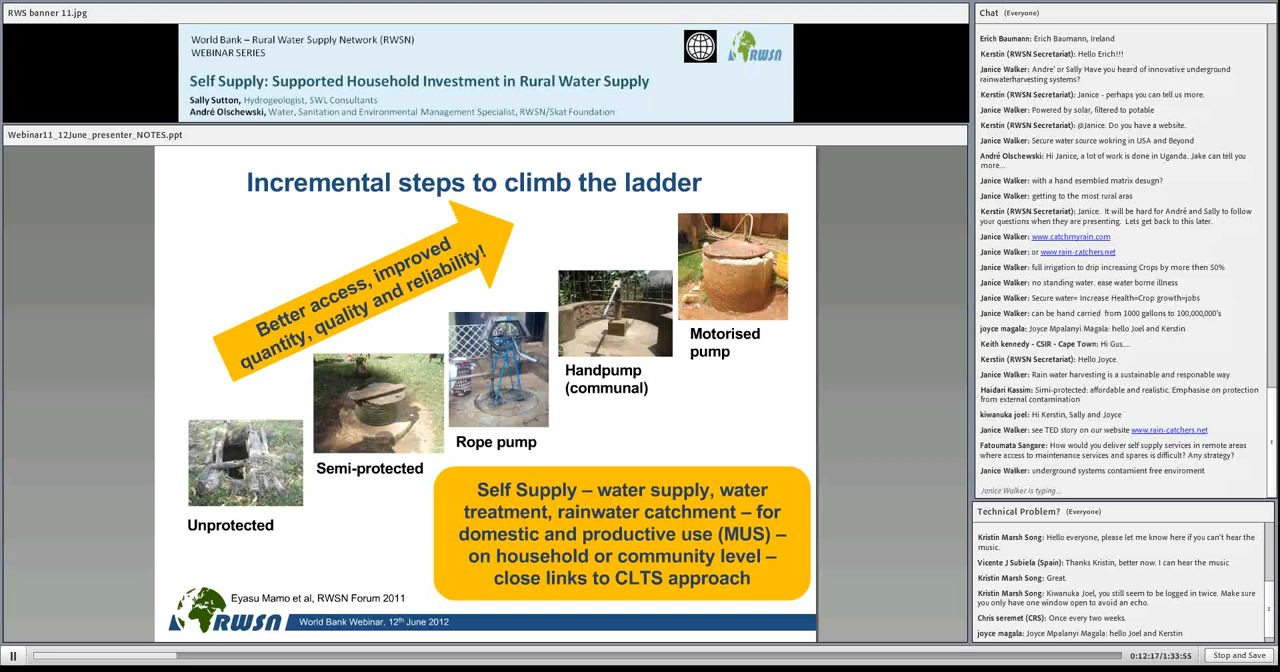 RWS banner 11.jpg
World Bank – Rural Water Supply Network (RWSN)
WEBINAR SERIES
RWSN
Self Supply: Supported Household Investment in Rural Water Supply
Sally Sutton, Hydrogeologist, SWL Consultants
André Olschewski, Water, Sanitation and Environmental Management Specialist, RWSN/Skat Foundation
Webinar11_12June_presenter_NOTES.ppt
Incremental steps to climb the ladder
Better access, improved
quantity, quality and reliability!
Motorised
pump
Handpump
(communal)
Rope pump
Semi-protected
Unprotected
Self Supply – water supply, water
treatment, rainwater catchment – for
domestic and productive use (MUS) –
on household or community level –
close links to CLTS approach
Eyasu Mamo et al, RWSN Forum 2011
RWSN
World Bank Webinar, 12th June 2012
Chat (Everyone)
Erich Baumann: Erich Baumann, Ireland
Kerstin (RWSN Secretariat): Hello Erich!!!
Janice Walker: Andre' or Sally Have you heard of innovative underground
rainwaterharvesting systems?
Kerstin (RWSN Secretariat): Janice - perhaps you can tell us more.
Janice Walker: Powered by solar, filtered to potable
Kerstin (RWSN Secretariat): @Janice. Do you have a website.
Janice Walker: Secure water source wokring in USA and Beyond
André Olschewski: Hi Janice, a lot of work is done in Uganda. Jake can tell you
more...
Janice Walker: with a hand esembled matrix desugn?
Janice Walker: getting to the most rural aras
Kerstin (RWSN Secretariat): Janice. It will be hard for André and Sally to follow
your questions when they are presenting. Lets get back to this later.
Janice Walker: www.catchmyrain.com
Janice Walker: or www.rain-catchers.net
Janice Walker: full irrigation to drip increasing Crops by more then 50%
Janice Walker: no standing water. ease water borne illness
Janice Walker: Secure water= Increase Health=Crop growth=jobs
Janice Walker: can be hand carried from 1000 gallons to 100,000,000's
joyce magala: Joyce Mpalanyi Magala: hello Joel and Kerstin
Keith kennedy - CSIR - Cape Town: Hi Gus...
Kerstin (RWSN Secretariat): Hello Joyce.
Janice Walker: Rain water harvesting is a sustainable and responable way
Haidari Kassim: Semi-protected: affordable and realistic. Emphasise on protection
from external contamination
kiwanuka joel: Hi Kerstin, Sally and Joyce
Janice Walker: see TED story on our website www.rain-catchers.net
Fatoumata Sangare: How would you deliver self supply services in remote areas
where access to maintenance services and spares is difficult? Any strategy?
Janice Walker: underground systems contamient free enviroment
Janice Walker is typing...
Technical Problem? (Everyone)
Kristin Marsh Song: Hello everyone, please let me know here if you can't hear the
music.
Vicente J Subiela (Spain): Thanks Kristin, better now. I can hear the music
Kristin Marsh Song: Great.
Kristin Marsh Song: Kiwanuka Joel, you still seem to be logged in twice. Make sure
you only have one window open to avoid an echo.
Chris seremet (CRS): Once every two weeks.
joyce magala: Joyce Mpalanyi Magala: hello Joel and Kerstin
0:12:17/1:33:55
Stop and Save